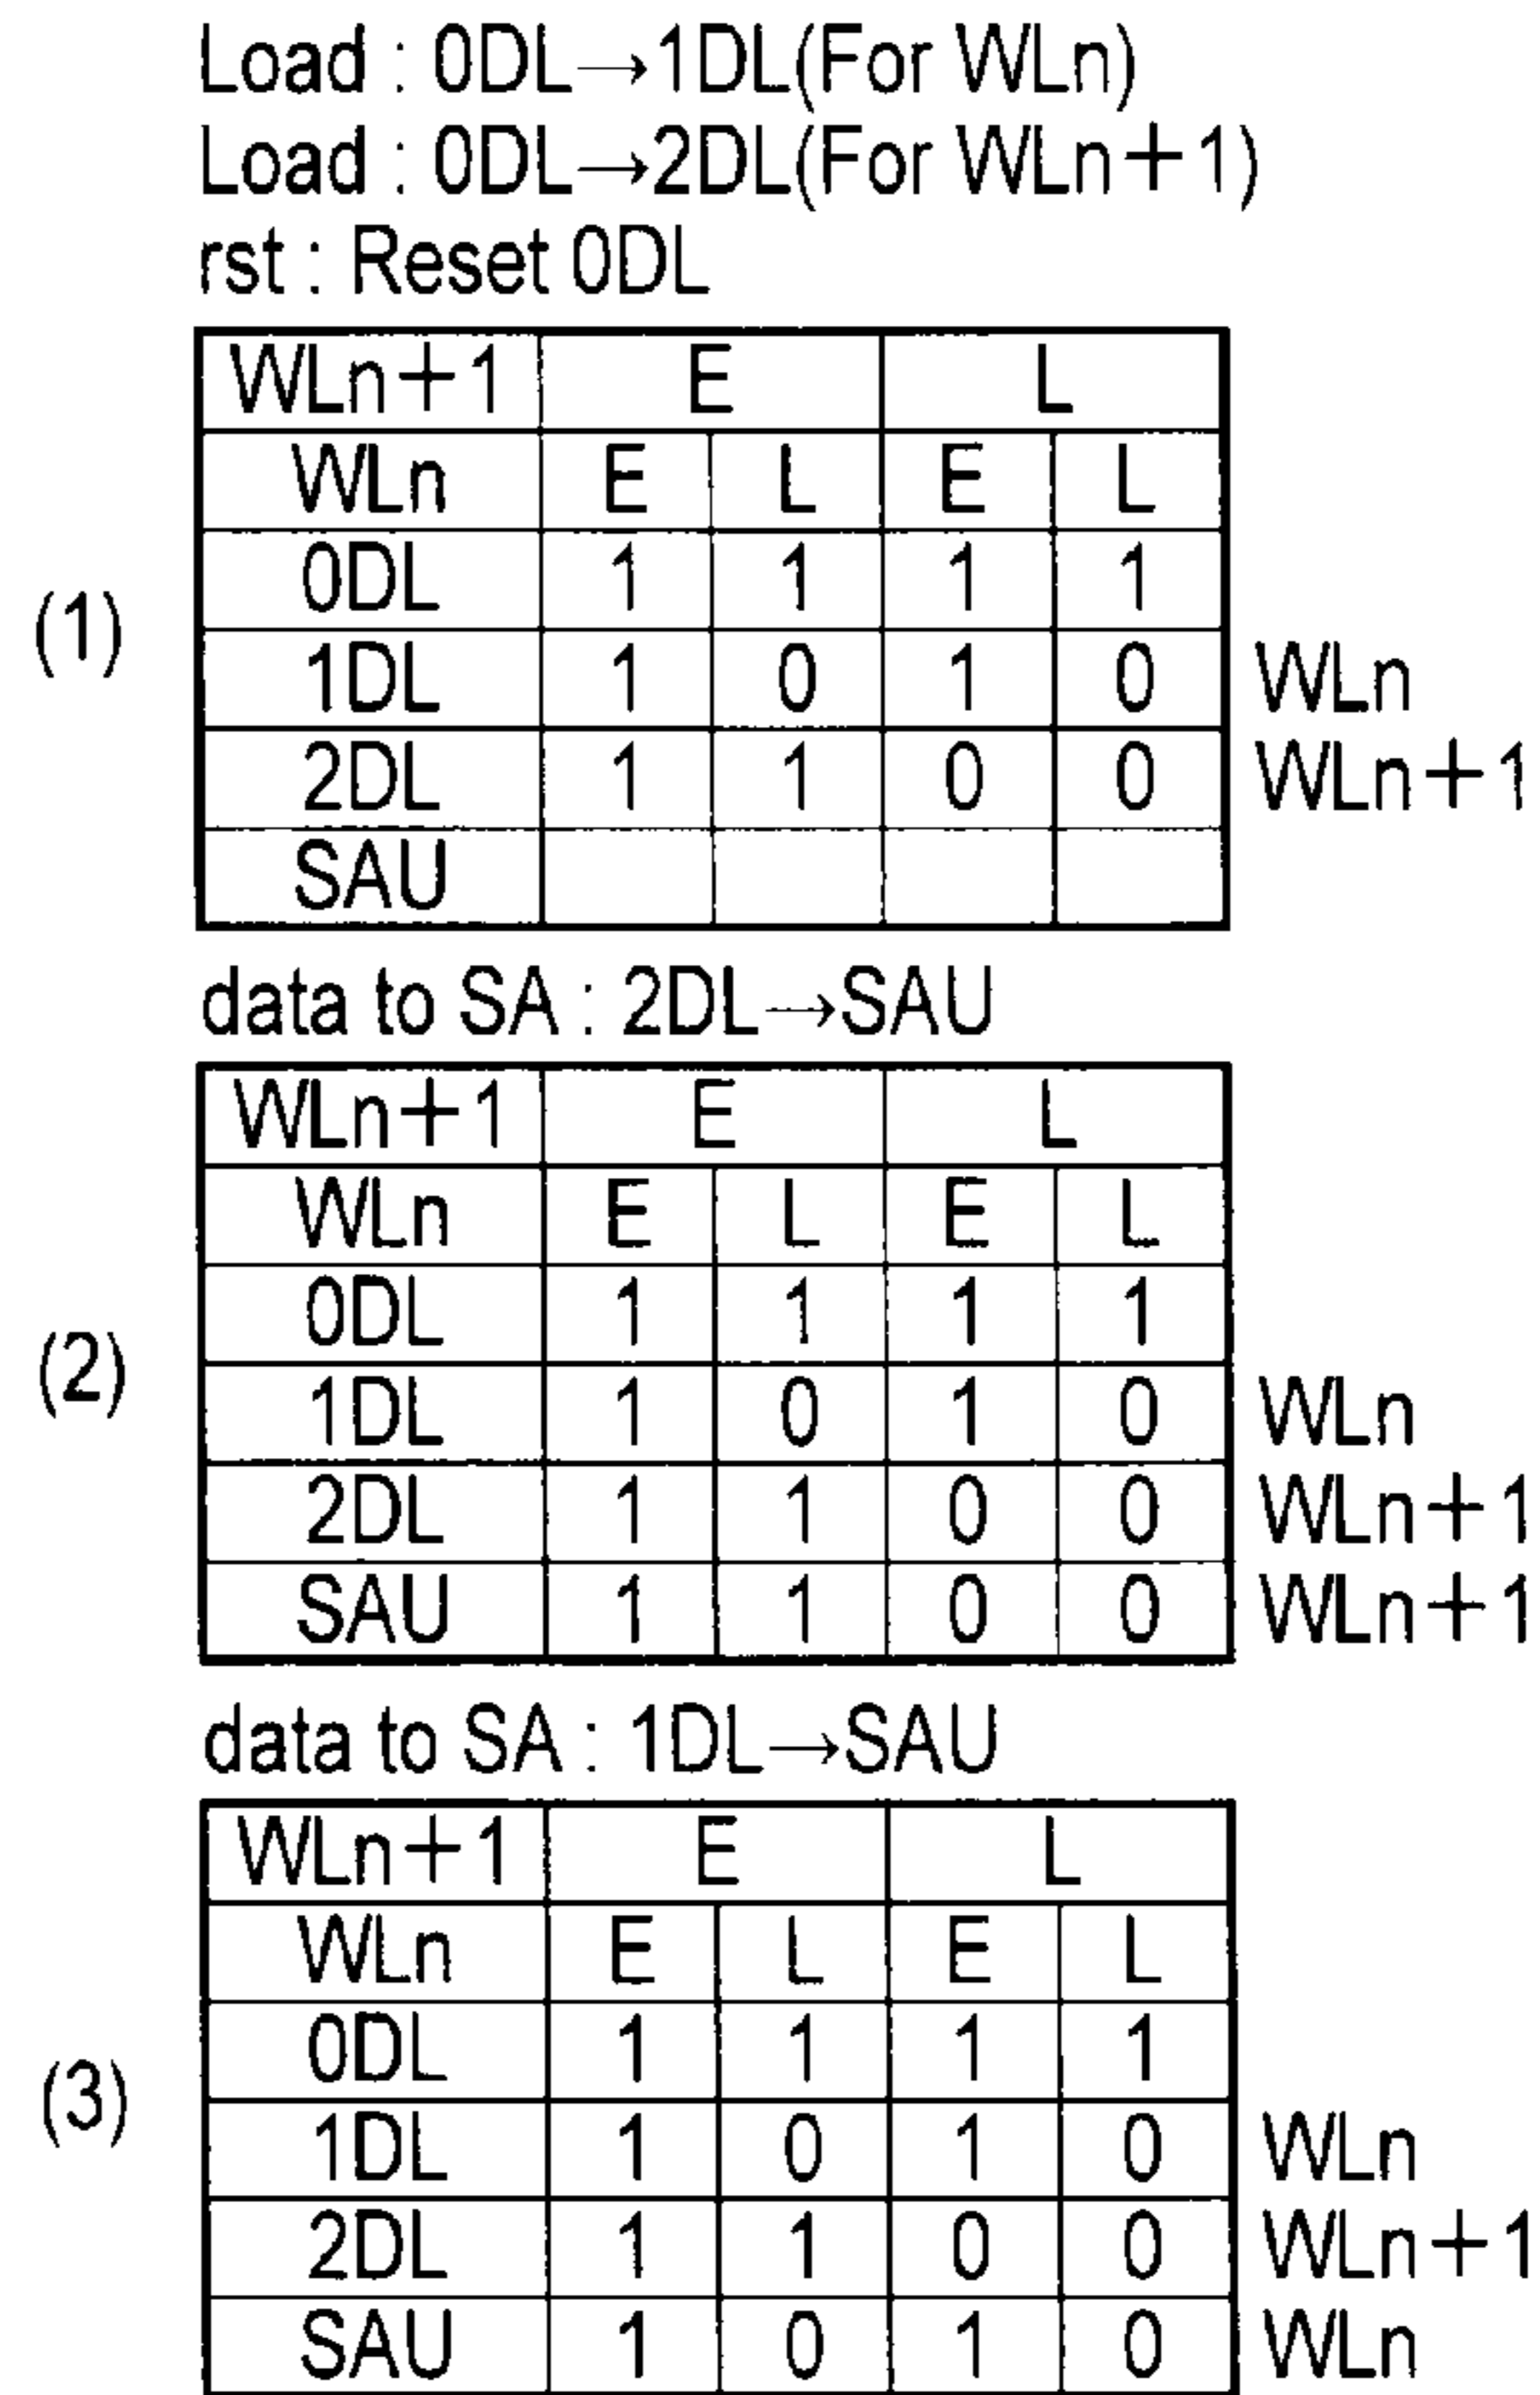 Load : 0DL→1DL(For WLn)
Load : 0DL→2DL(For WLn+1)
rst : Reset 0DL
(1)
WLn+1 E L
WLn E L E L
0DL 1 1 1 1
1DL 1 0 1 0 WLn
2DL 1 1 0 0 WLn+1
SAU
data to SA : 2DL→SAU
(2)
WLn+1 E L
WLn E L E L
0DL 1 1 1 1
1DL 1 0 1 0 WLn
2DL 1 1 0 0 WLn+1
SAU 1 1 0 0 WLn+1
data to SA : 1DL→SAU
(3)
WLn+1 E L
WLn E L E L
0DL 1 1 1 1
1DL 1 0 1 0 WLn
2DL 1 1 0 0 WLn+1
SAU 1 0 1 0 WLn